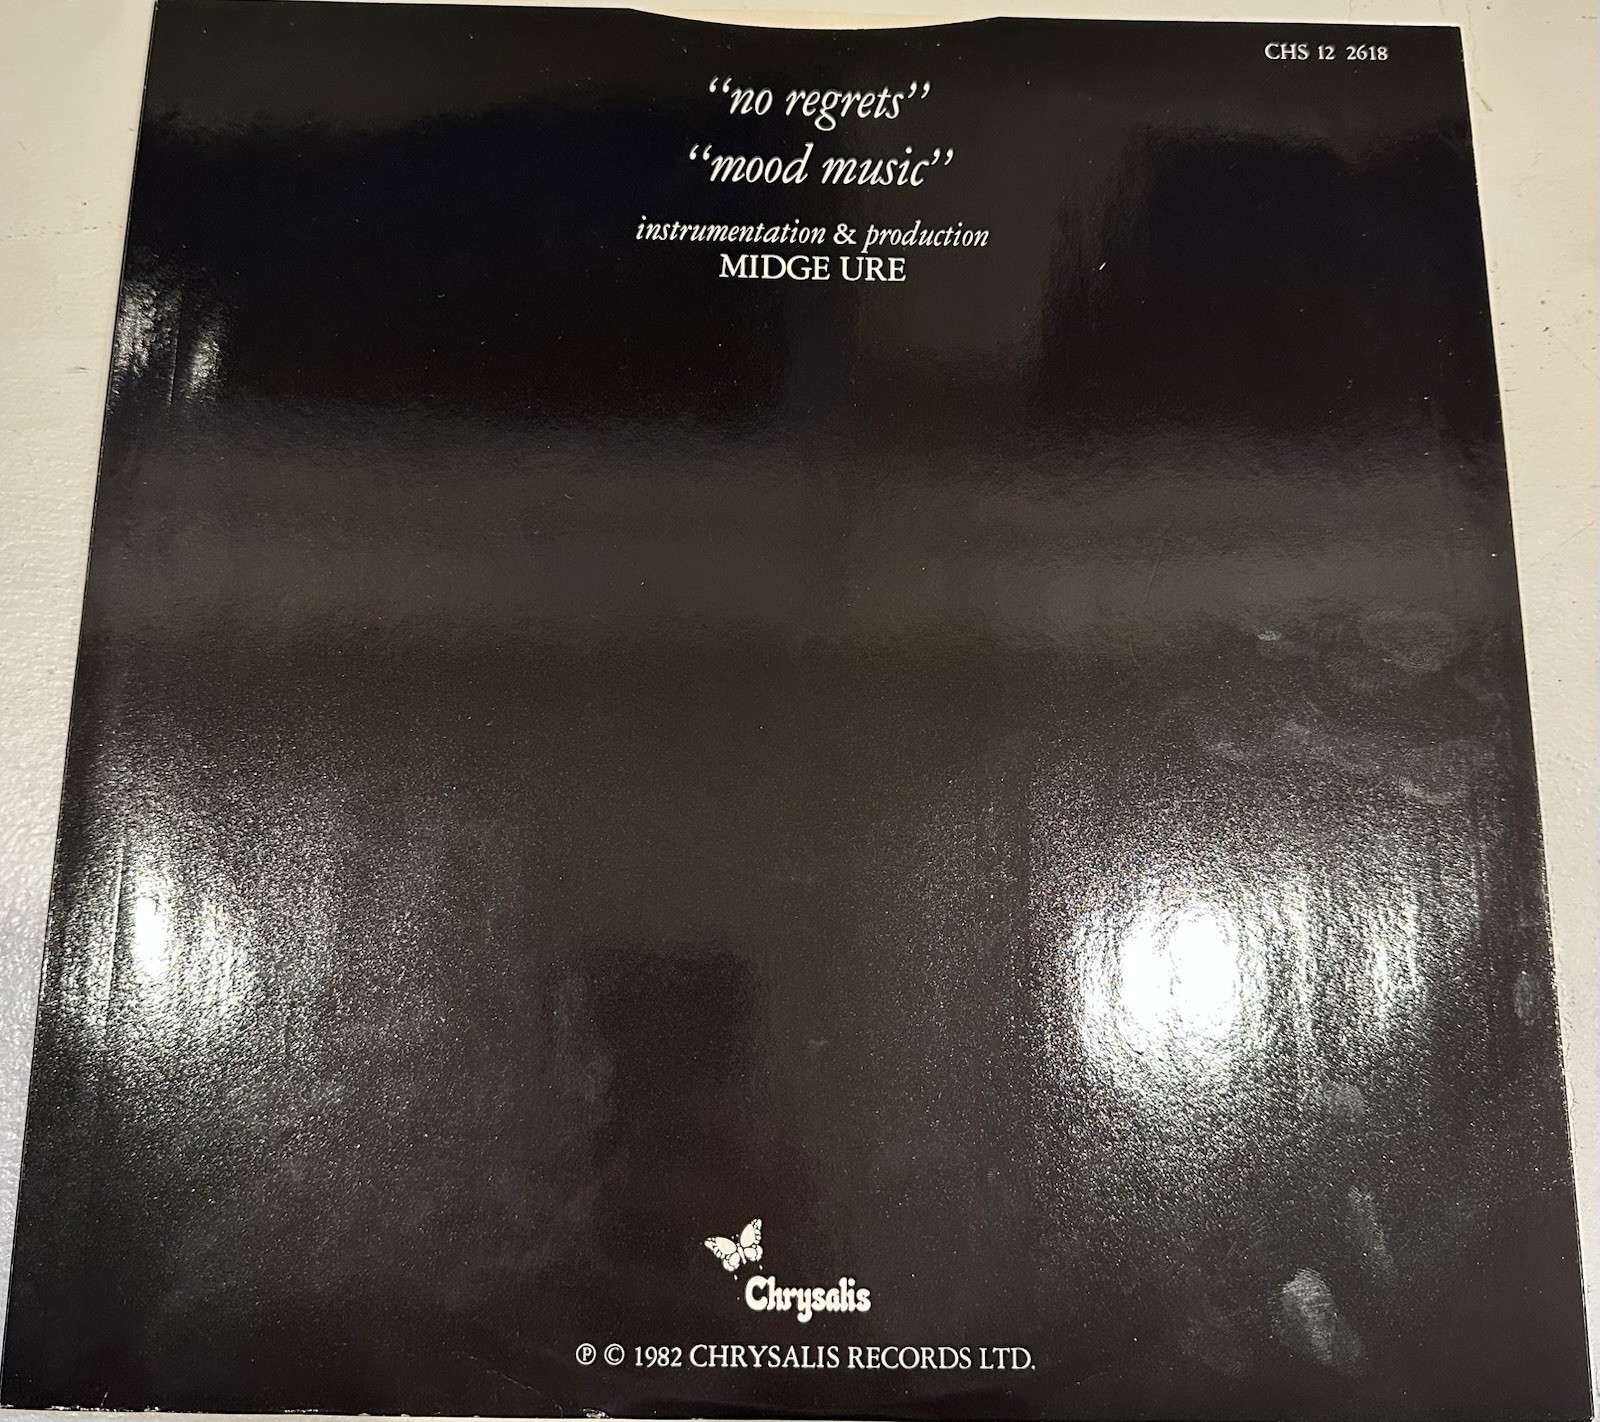 CHS 12 2618
“no regrets”
“mood music”
instrumentation & production
MIDGE URE
Chrysalis
℗ © 1982 CHRYSALIS RECORDS LTD.